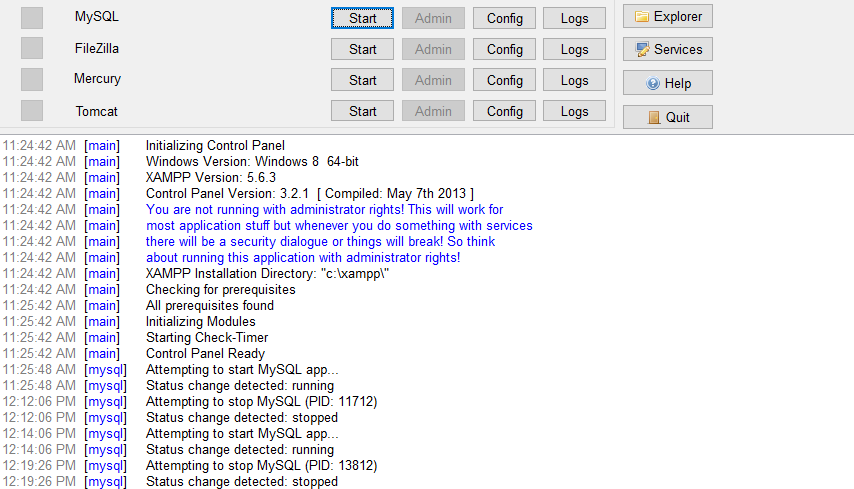 MySQL Start Admin Config Logs Explorer
FileZilla Start Admin Config Logs Services
Mercury Start Admin Config Logs Help
Tomcat Start Admin Config Logs Quit
11:24:42 AM [main] Initializing Control Panel
11:24:42 AM [main] Windows Version: Windows 8 64-bit
11:24:42 AM [main] XAMPP Version: 5.6.3
11:24:42 AM [main] Control Panel Version: 3.2.1 [ Compiled: May 7th 2013 ]
11:24:42 AM [main] You are not running with administrator rights! This will work for
11:24:42 AM [main] most application stuff but whenever you do something with services
11:24:42 AM [main] there will be a security dialogue or things will break! So think
11:24:42 AM [main] about running this application with administrator rights!
11:24:42 AM [main] XAMPP Installation Directory: "c:\xampp\"
11:24:42 AM [main] Checking for prerequisites
11:25:42 AM [main] All prerequisites found
11:25:42 AM [main] Initializing Modules
11:25:42 AM [main] Starting Check-Timer
11:25:42 AM [main] Control Panel Ready
11:25:48 AM [mysql] Attempting to start MySQL app...
11:25:48 AM [mysql] Status change detected: running
12:12:06 PM [mysql] Attempting to stop MySQL (PID: 11712)
12:12:06 PM [mysql] Status change detected: stopped
12:14:06 PM [mysql] Attempting to start MySQL app...
12:14:06 PM [mysql] Status change detected: running
12:19:26 PM [mysql] Attempting to stop MySQL (PID: 13812)
12:19:26 PM [mysql] Status change detected: stopped